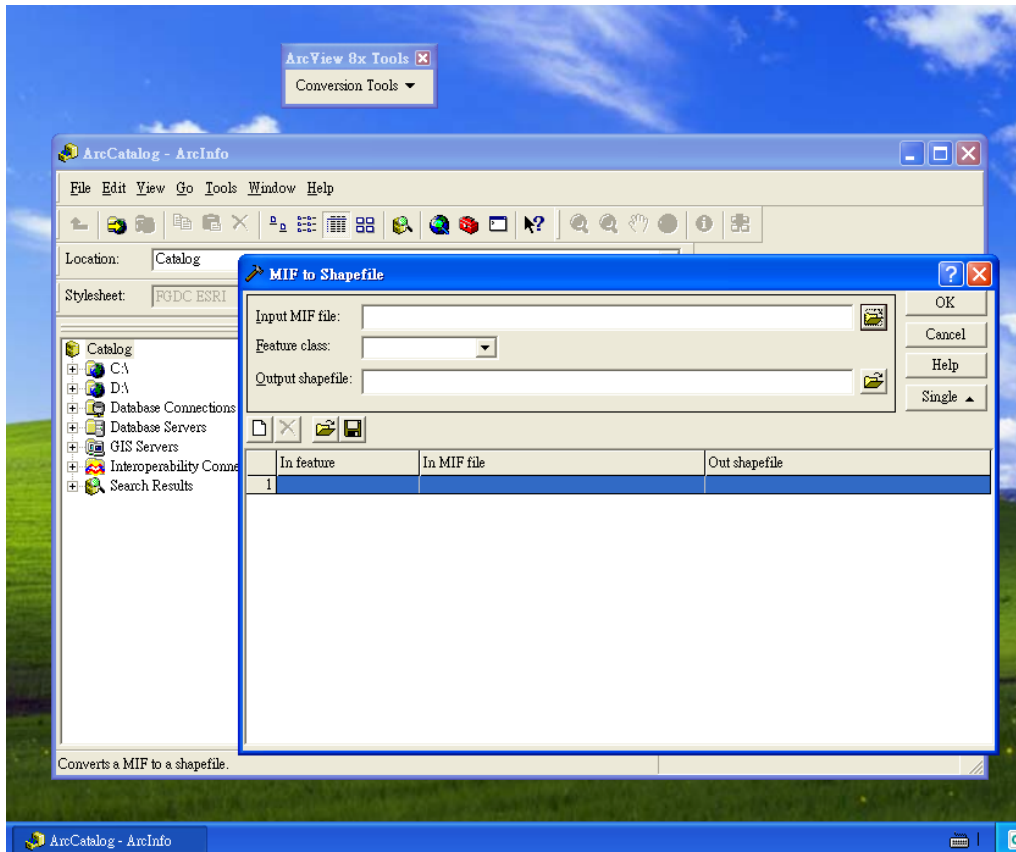 ArcView 8x Tools
Conversion Tools
ArcCatalog - ArcInfo
File Edit View Go Tools Window Help
Location: Catalog
Stylesheet: FGDC ESRI
MIF to Shapefile
Input MIF file:
Feature class:
Output shapefile:
OK
Cancel
Help
Single
In feature In MIF file Out shapefile
1
Catalog
C:\
D:\
Database Connections
Database Servers
GIS Servers
Interoperability Conne
Search Results
Converts a MIF to a shapefile.
ArcCatalog - ArcInfo